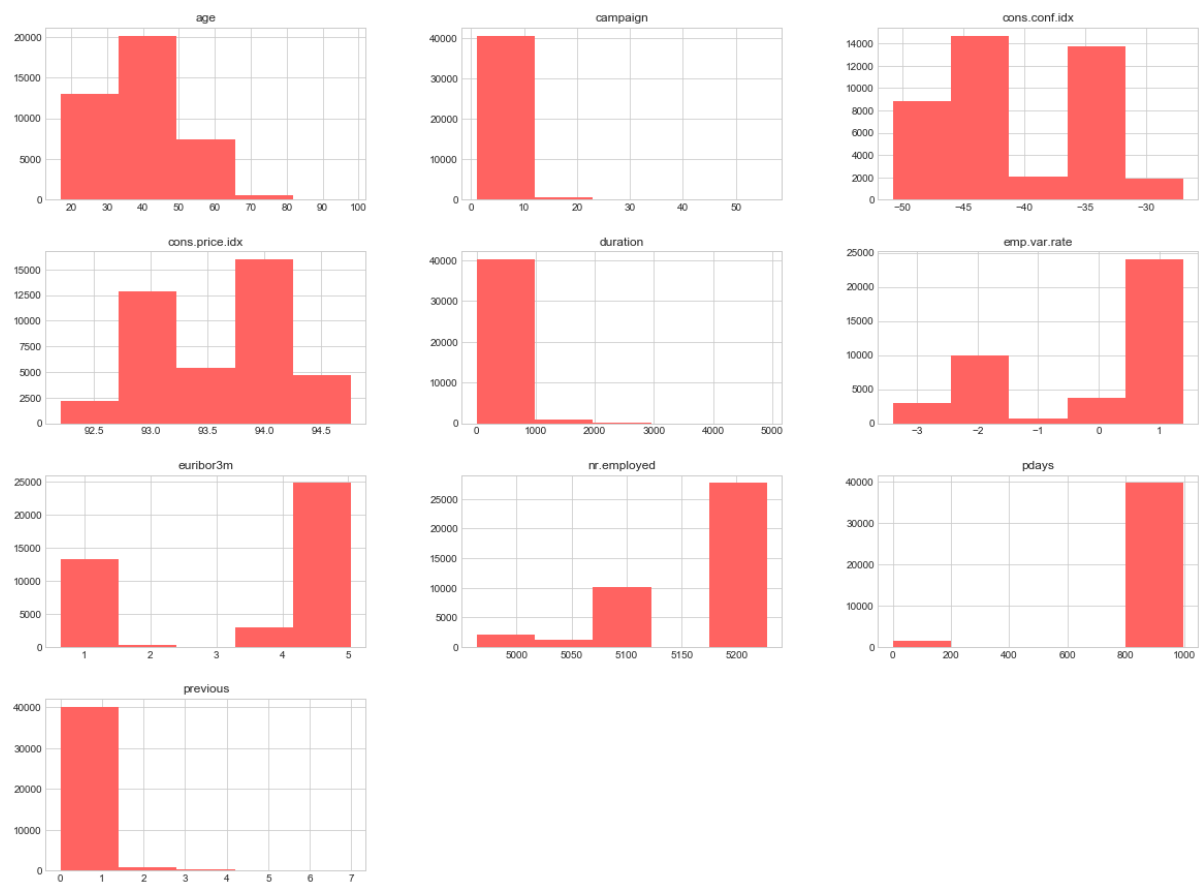 age
20000
15000
10000
5000
0
20 30 40 50 60 70 80 90 100
campaign
40000
30000
20000
10000
0
0 10 20 30 40 50
cons.conf.idx
14000
12000
10000
8000
6000
4000
2000
0
−50 −45 −40 −35 −30
cons.price.idx
15000
12500
10000
7500
5000
2500
0
92.5 93.0 93.5 94.0 94.5
duration
40000
30000
20000
10000
0
0 1000 2000 3000 4000 5000
emp.var.rate
25000
20000
15000
10000
5000
0
−3 −2 −1 0 1
euribor3m
25000
20000
15000
10000
5000
0
1 2 3 4 5
nr.employed
25000
20000
15000
10000
5000
0
5000 5050 5100 5150 5200
pdays
40000
30000
20000
10000
0
0 200 400 600 800 1000
previous
40000
30000
20000
10000
0
0 1 2 3 4 5 6 7